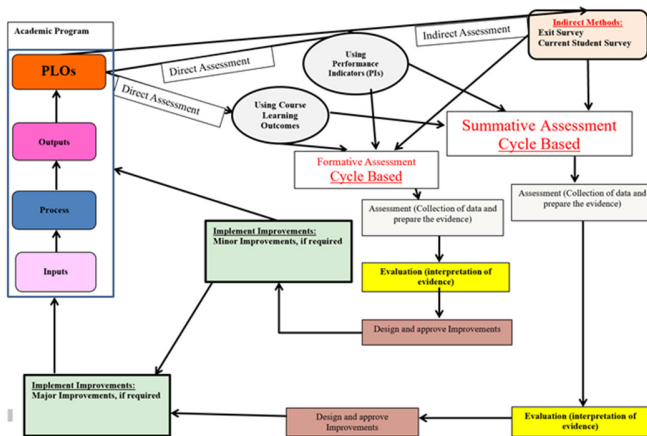 Academic Program
PLOs
Outputs
Process
Inputs
Direct Assessment
Direct Assessment
Indirect Assessment
Using
Performance
Indicators (PIs)
Using Course
Learning
Outcomes
Indirect Methods:
Exit Survey
Current Student Survey
Formative Assessment
Cycle Based
Summative Assessment
Cycle Based
Assessment (Collection of data and
prepare the evidence)
Assessment (Collection of data and
prepare the evidence)
Implement Improvements:
Minor Improvements, if required
Evaluation (interpretation of
evidence)
Design and approve Improvements
Implement Improvements:
Major Improvements, if required
Design and approve
Improvements
Evaluation (interpretation of
evidence)